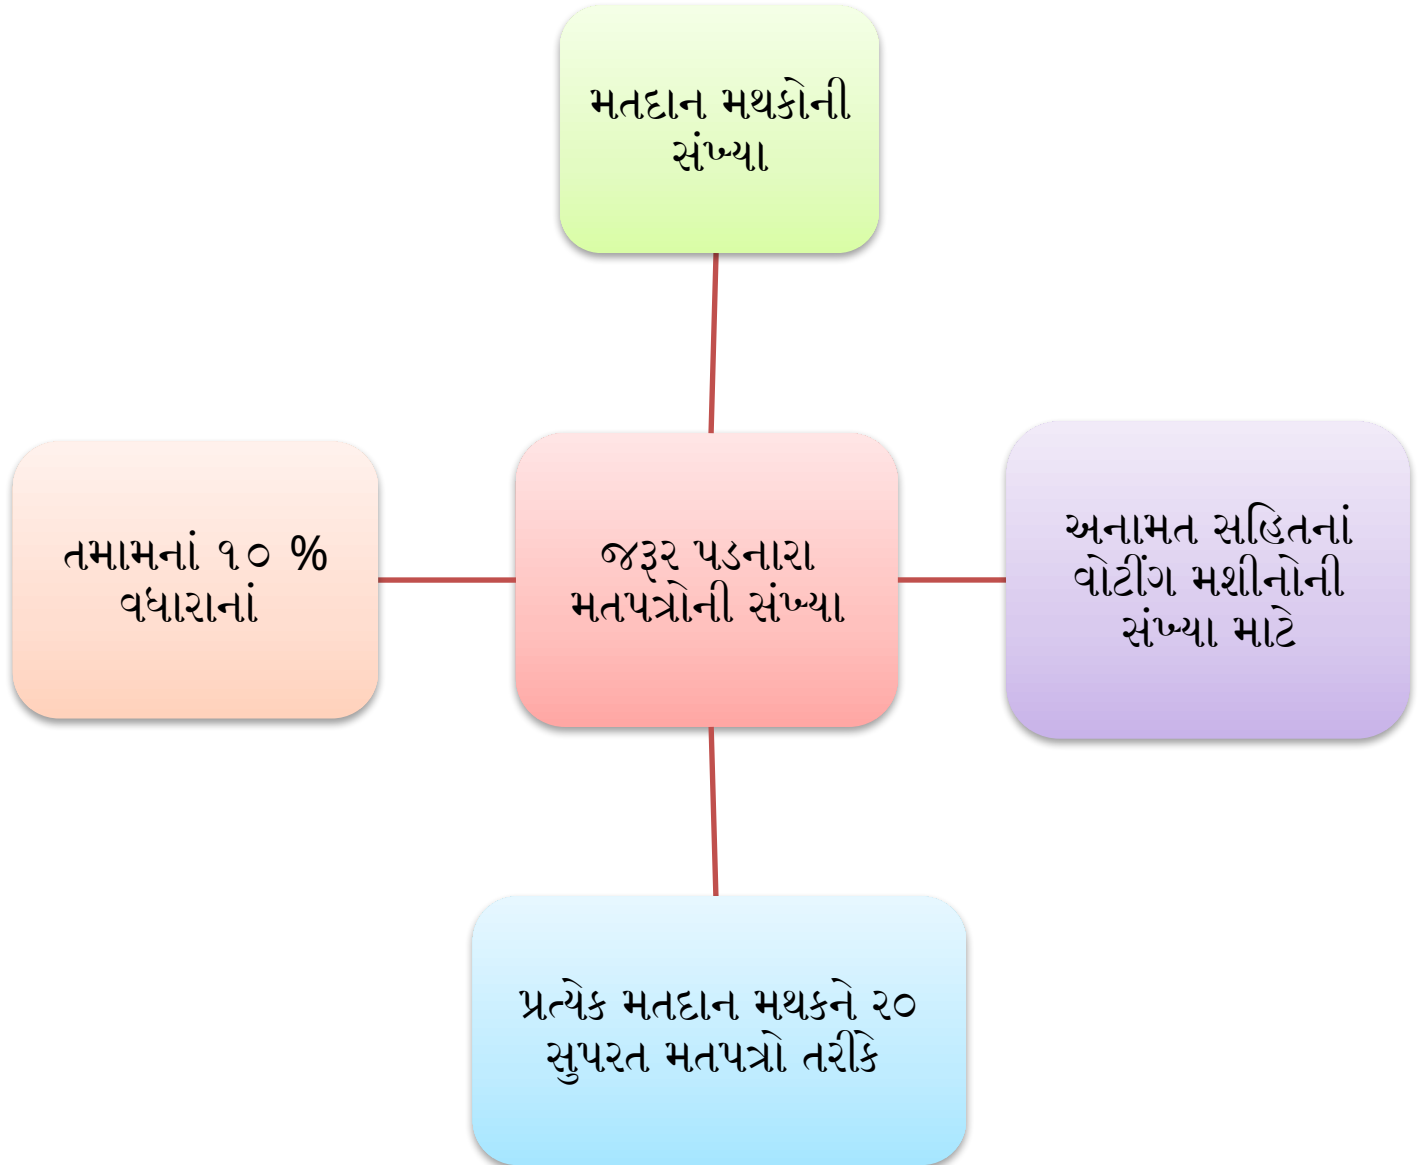 મતદાન મથકોની
સંખ્યા
તમામનાં ૧૦ %
વધારાનાં
જરૂર પડનારા
મતપત્રોની સંખ્યા
અનામત સહિતનાં
વોટીંગ મશીનોની
સંખ્યા માટે
પ્રત્યેક મતદાન મથકને ૨૦
સુપરત મતપત્રો તરીકે